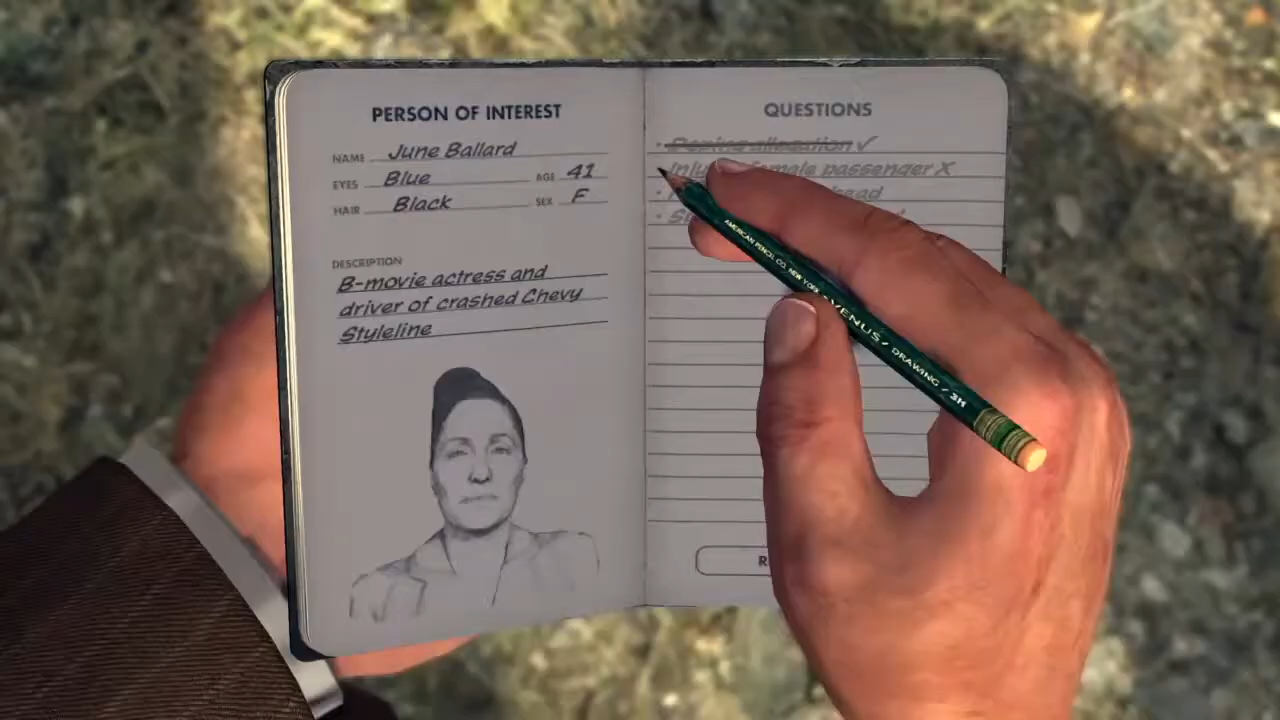 PERSON OF INTEREST
NAME June Ballard
EYES Blue AGE 41
HAIR Black SEX F
DESCRIPTION
B-movie actress and
driver of crashed Chevy
Styleline
QUESTIONS
• Doping allegation ✓
female passenger X
•
•
AMERICAN PENCIL CO. NEW YORK VENUS / DRAWING / 3H